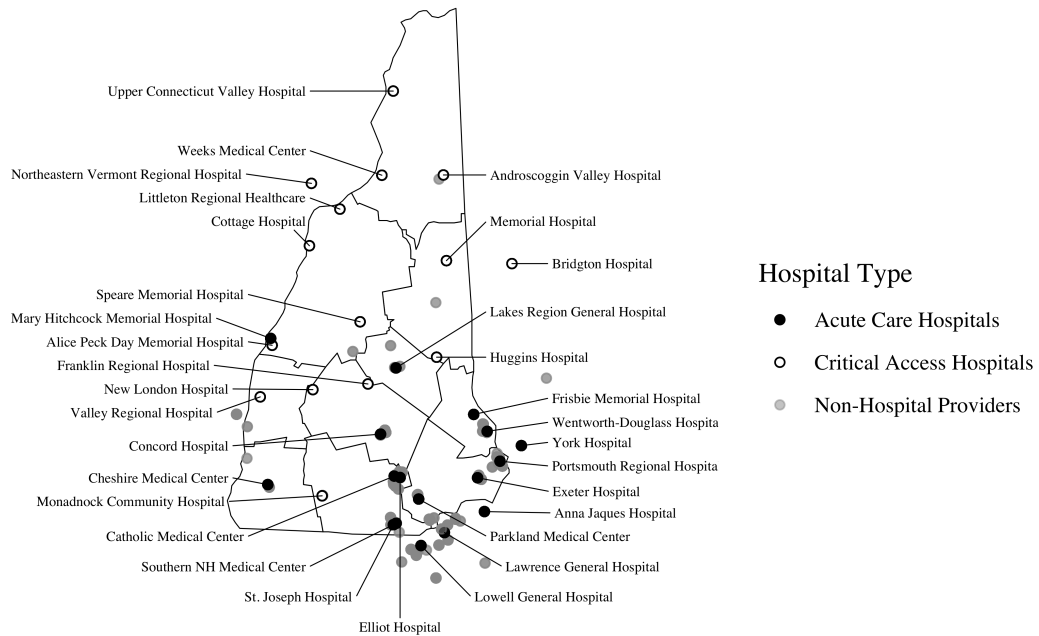 Upper Connecticut Valley Hospital
Weeks Medical Center
Northeastern Vermont Regional Hospital
Androscoggin Valley Hospital
Littleton Regional Healthcare
Cottage Hospital
Memorial Hospital
Bridgton Hospital
Hospital Type
Speare Memorial Hospital
Lakes Region General Hospital
Mary Hitchcock Memorial Hospital
Acute Care Hospitals
Alice Peck Day Memorial Hospital
Huggins Hospital
Critical Access Hospitals
Franklin Regional Hospital
New London Hospital
Frisbie Memorial Hospital
Non-Hospital Providers
Valley Regional Hospital
Wentworth-Douglass Hospita
Concord Hospital
York Hospital
Portsmouth Regional Hospita
Cheshire Medical Center
Exeter Hospital
Monadnock Community Hospital
Anna Jaques Hospital
Catholic Medical Center
Parkland Medical Center
Southern NH Medical Center
Lawrence General Hospital
St. Joseph Hospital
Lowell General Hospital
Elliot Hospital